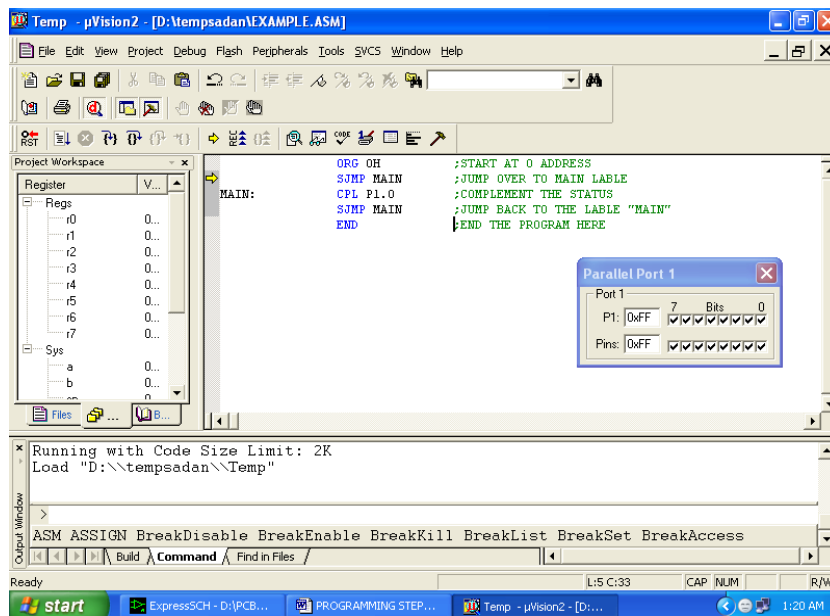 Temp - µVision2 - [D:\tempsadan\EXAMPLE.ASM]
File Edit View Project Debug Flash Peripherals Tools SVCS Window Help
Project Workspace
Register V...
Regs
r0 0...
r1 0...
r2 0...
r3 0...
r4 0...
r5 0...
r6 0...
r7 0...
Sys
a 0...
b 0...
Files ... B...
ORG 0H ;START AT 0 ADDRESS
SJMP MAIN ;JUMP OVER TO MAIN LABLE
MAIN: CPL P1.0 ;COMPLEMENT THE STATUS
SJMP MAIN ;JUMP BACK TO THE LABLE "MAIN"
END ;END THE PROGRAM HERE
Parallel Port 1
Port 1
7 Bits 0
P1: 0xFF
Pins: 0xFF
Running with Code Size Limit: 2K
Load "D:\\tempsadan\\Temp"
>
ASM ASSIGN BreakDisable BreakEnable BreakKill BreakList BreakSet BreakAccess
Output Window
Build Command Find in Files
Ready L:5 C:33 CAP NUM R/W
start ExpressSCH - D:\PCB... PROGRAMMING STEP... Temp - µVision2 - [D:... 1:20 AM